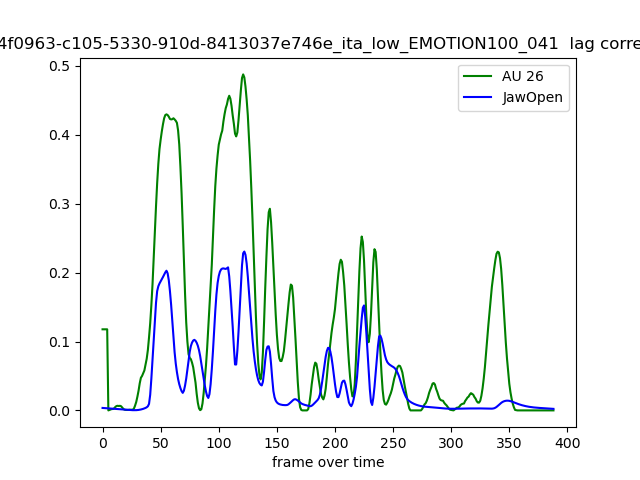 4f0963-c105-5330-910d-8413037e746e_ita_low_EMOTION100_041 lag corre
AU 26
JawOpen
0.5
0.4
0.3
0.2
0.1
0.0
0 50 100 150 200 250 300 350 400
frame over time